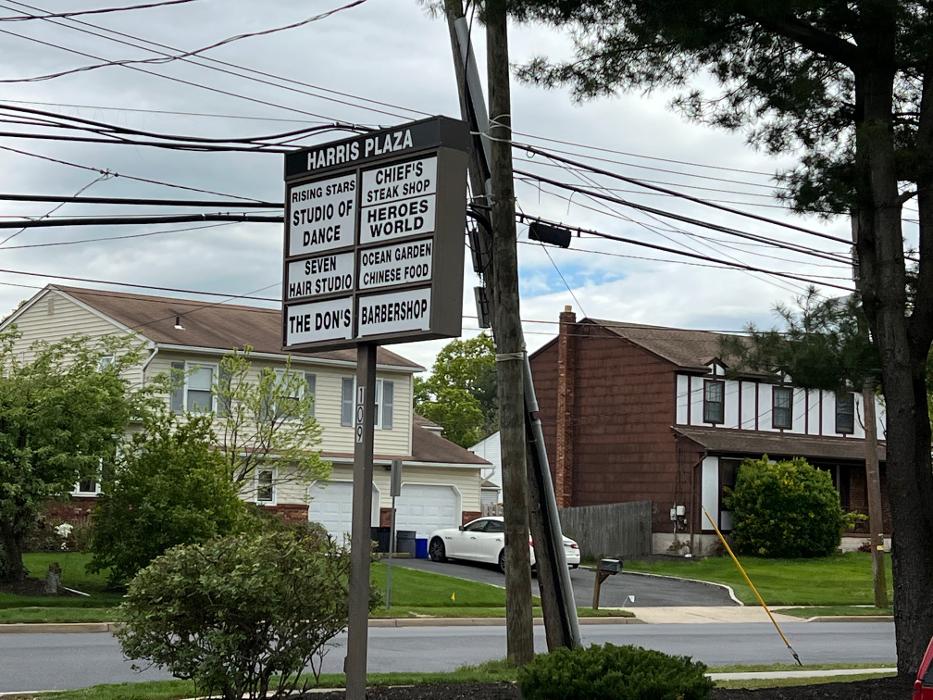 HARRIS PLAZA
RISING STARS
STUDIO OF
DANCE
CHIEF'S
STEAK SHOP
HEROES
WORLD
SEVEN
HAIR STUDIO
OCEAN GARDEN
CHINESE FOOD
THE DON'S
BARBERSHOP
109